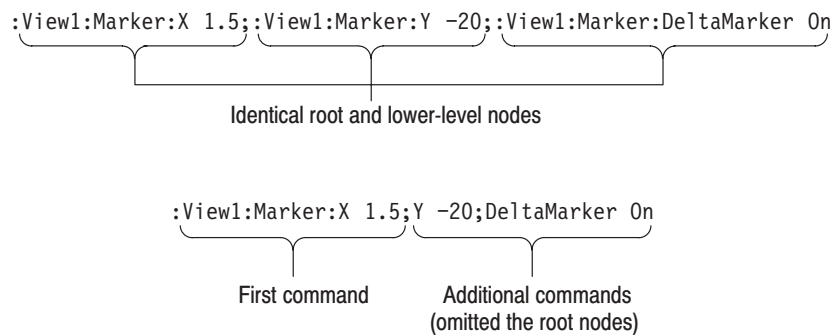 :View1:Marker:X 1.5;:View1:Marker:Y −20;:View1:Marker:DeltaMarker On
Identical root and lower-level nodes
:View1:Marker:X 1.5;Y −20;DeltaMarker On
First command
Additional commands
(omitted the root nodes)